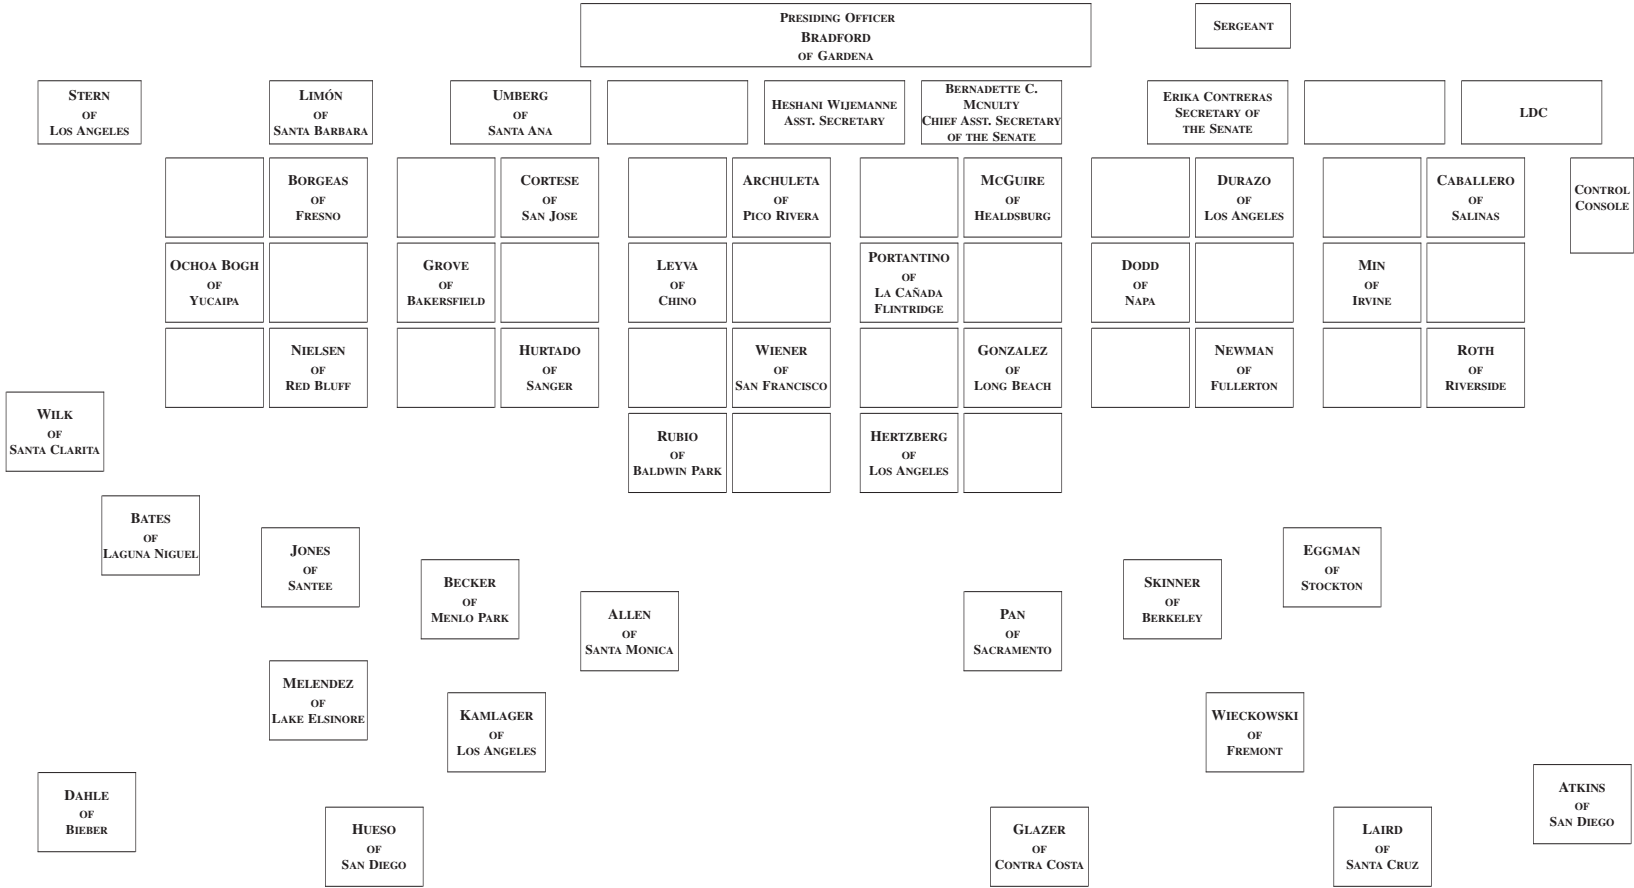 Presiding Officer
Bradford
of Gardena
Sergeant
Stern
of
Los Angeles
Limón
of
Santa Barbara
Umberg
of
Santa Ana
Heshani Wijemanne
Asst. Secretary
Bernadette C.
Mcnulty
Chief Asst. Secretary
of the Senate
Erika Contreras
Secretary of
the Senate
LDC
Borgeas
of
Fresno
Cortese
of
San Jose
Archuleta
of
Pico Rivera
McGuire
of
Healdsburg
Durazo
of
Los Angeles
Caballero
of
Salinas
Control
Console
Ochoa Bogh
of
Yucaipa
Grove
of
Bakersfield
Leyva
of
Chino
Portantino
of
La Cañada
Flintridge
Dodd
of
Napa
Min
of
Irvine
Nielsen
of
Red Bluff
Hurtado
of
Sanger
Wiener
of
San Francisco
Gonzalez
of
Long Beach
Newman
of
Fullerton
Roth
of
Riverside
Wilk
of
Santa Clarita
Rubio
of
Baldwin Park
Hertzberg
of
Los Angeles
Bates
of
Laguna Niguel
Jones
of
Santee
Becker
of
Menlo Park
Allen
of
Santa Monica
Pan
of
Sacramento
Skinner
of
Berkeley
Eggman
of
Stockton
Melendez
of
Lake Elsinore
Kamlager
of
Los Angeles
Wieckowski
of
Fremont
Dahle
of
Bieber
Hueso
of
San Diego
Glazer
of
Contra Costa
Laird
of
Santa Cruz
Atkins
of
San Diego